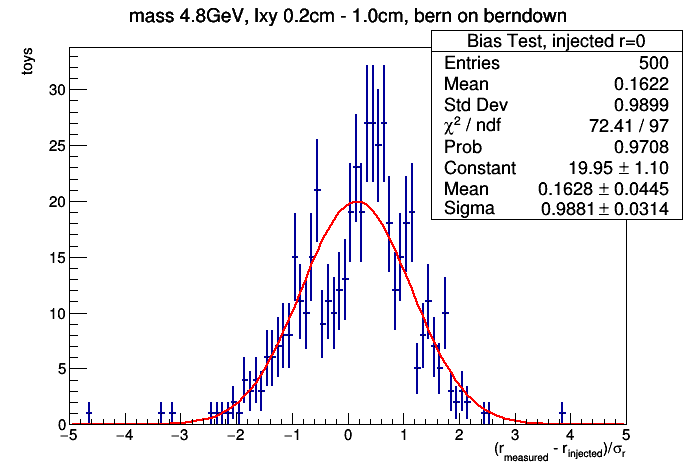 mass 4.8GeV, lxy 0.2cm - 1.0cm, bern on berndown
toys
Bias Test, injected r=0
Entries 500
Mean 0.1622
Std Dev 0.9899
χ² / ndf 72.41 / 97
Prob 0.9708
Constant 19.95 ± 1.10
Mean 0.1628 ± 0.0445
Sigma 0.9881 ± 0.0314
30
25
20
15
10
5
0
−5 −4 −3 −2 −1 0 1 2 3 4 5
(r_measured - r_injected)/σ_r